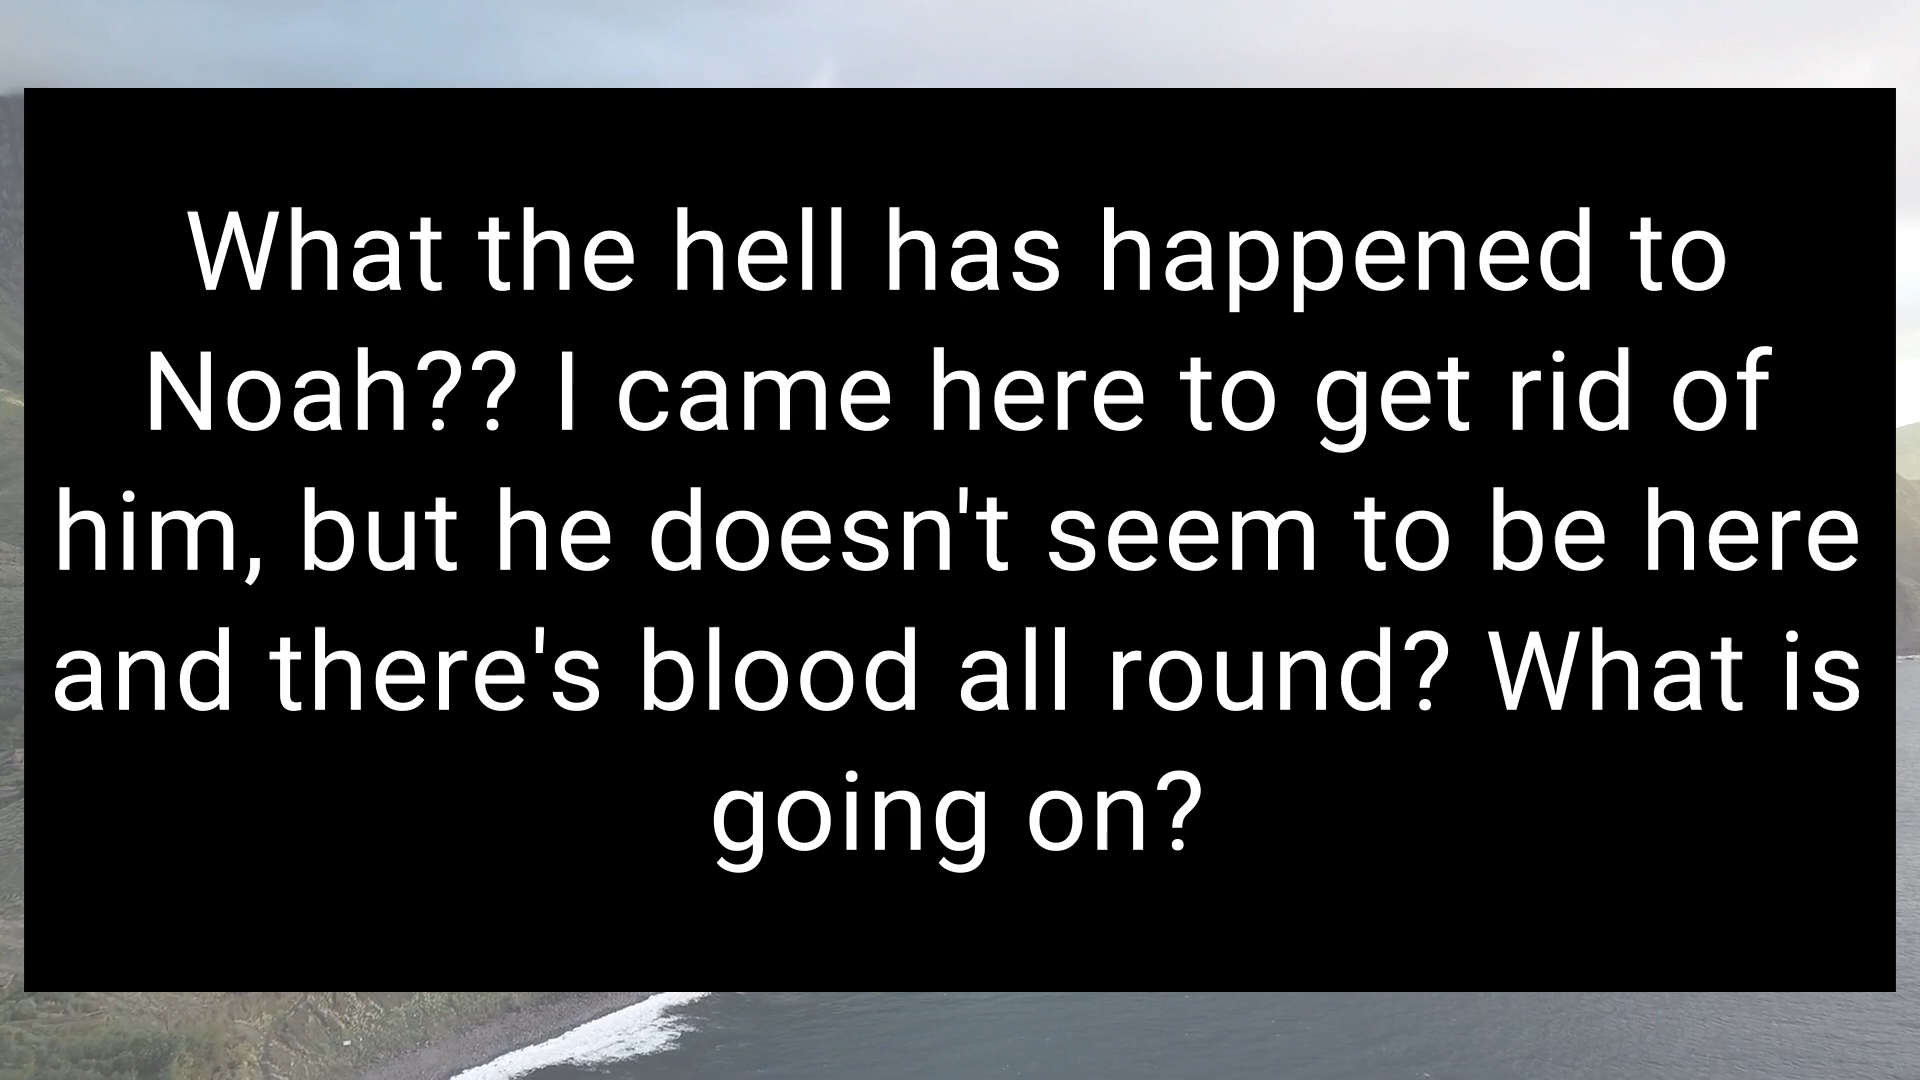 What the hell has happened to
Noah?? I came here to get rid of
him, but he doesn't seem to be here
and there's blood all round? What is
going on?